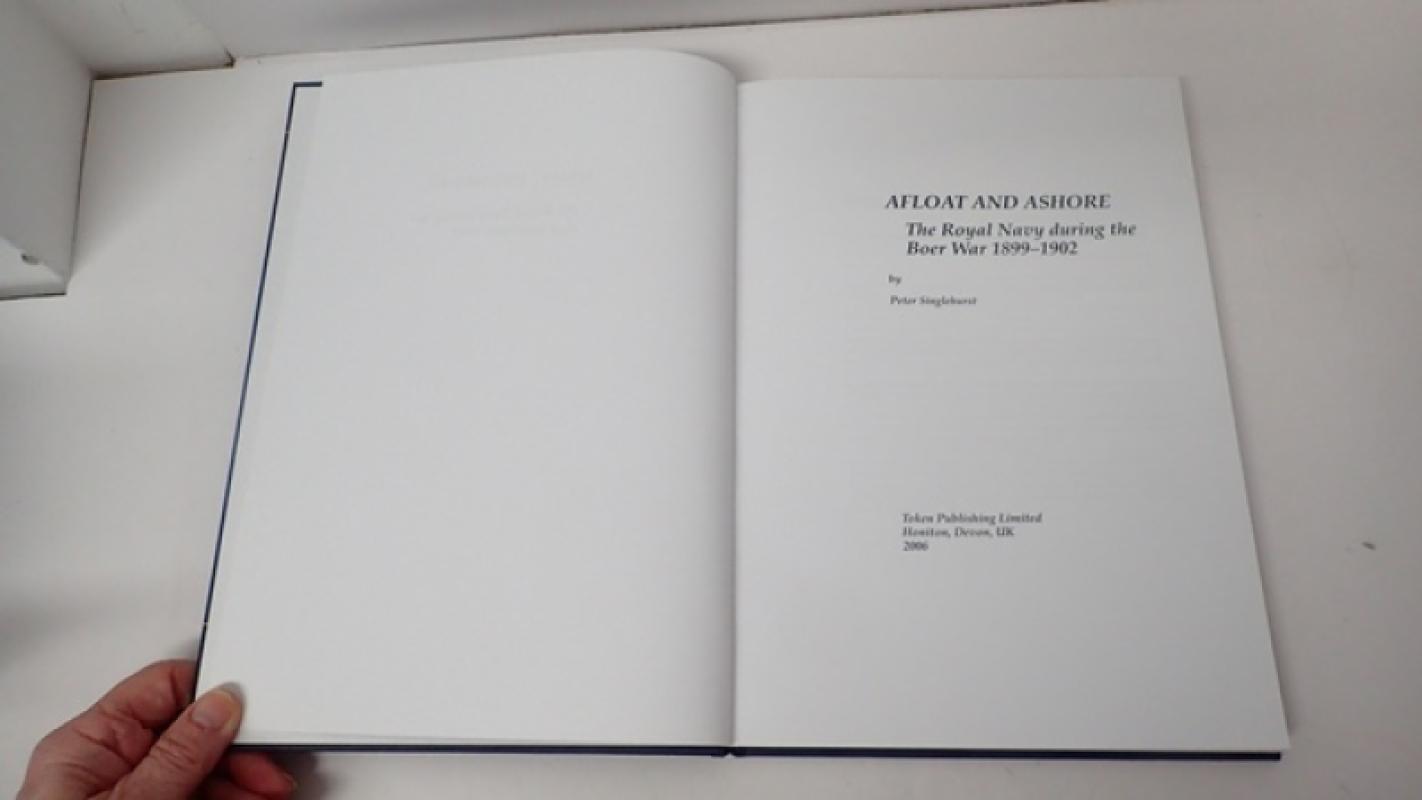 AFLOAT AND ASHORE
The Royal Navy during the
Boer War 1899–1902
by
Peter Singlehurst
Token Publishing Limited
Honiton, Devon, UK
2006